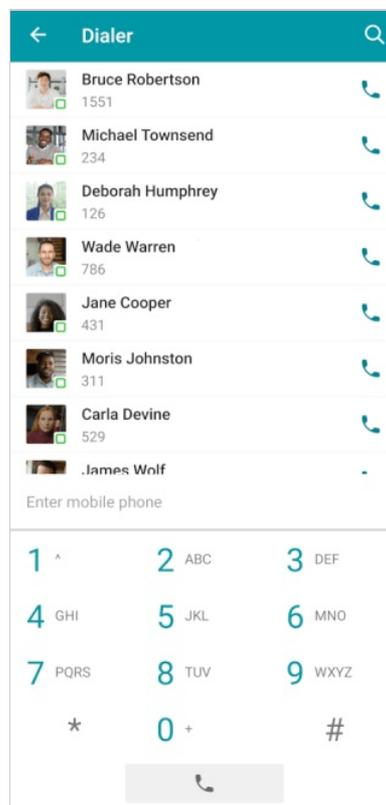 Dialer
Bruce Robertson
1551
Michael Townsend
234
Deborah Humphrey
126
Wade Warren
786
Jane Cooper
431
Moris Johnston
311
Carla Devine
529
James Wolf
Enter mobile phone
1 ^ 2 ABC 3 DEF
4 GHI 5 JKL 6 MNO
7 PQRS 8 TUV 9 WXYZ
* 0 + #